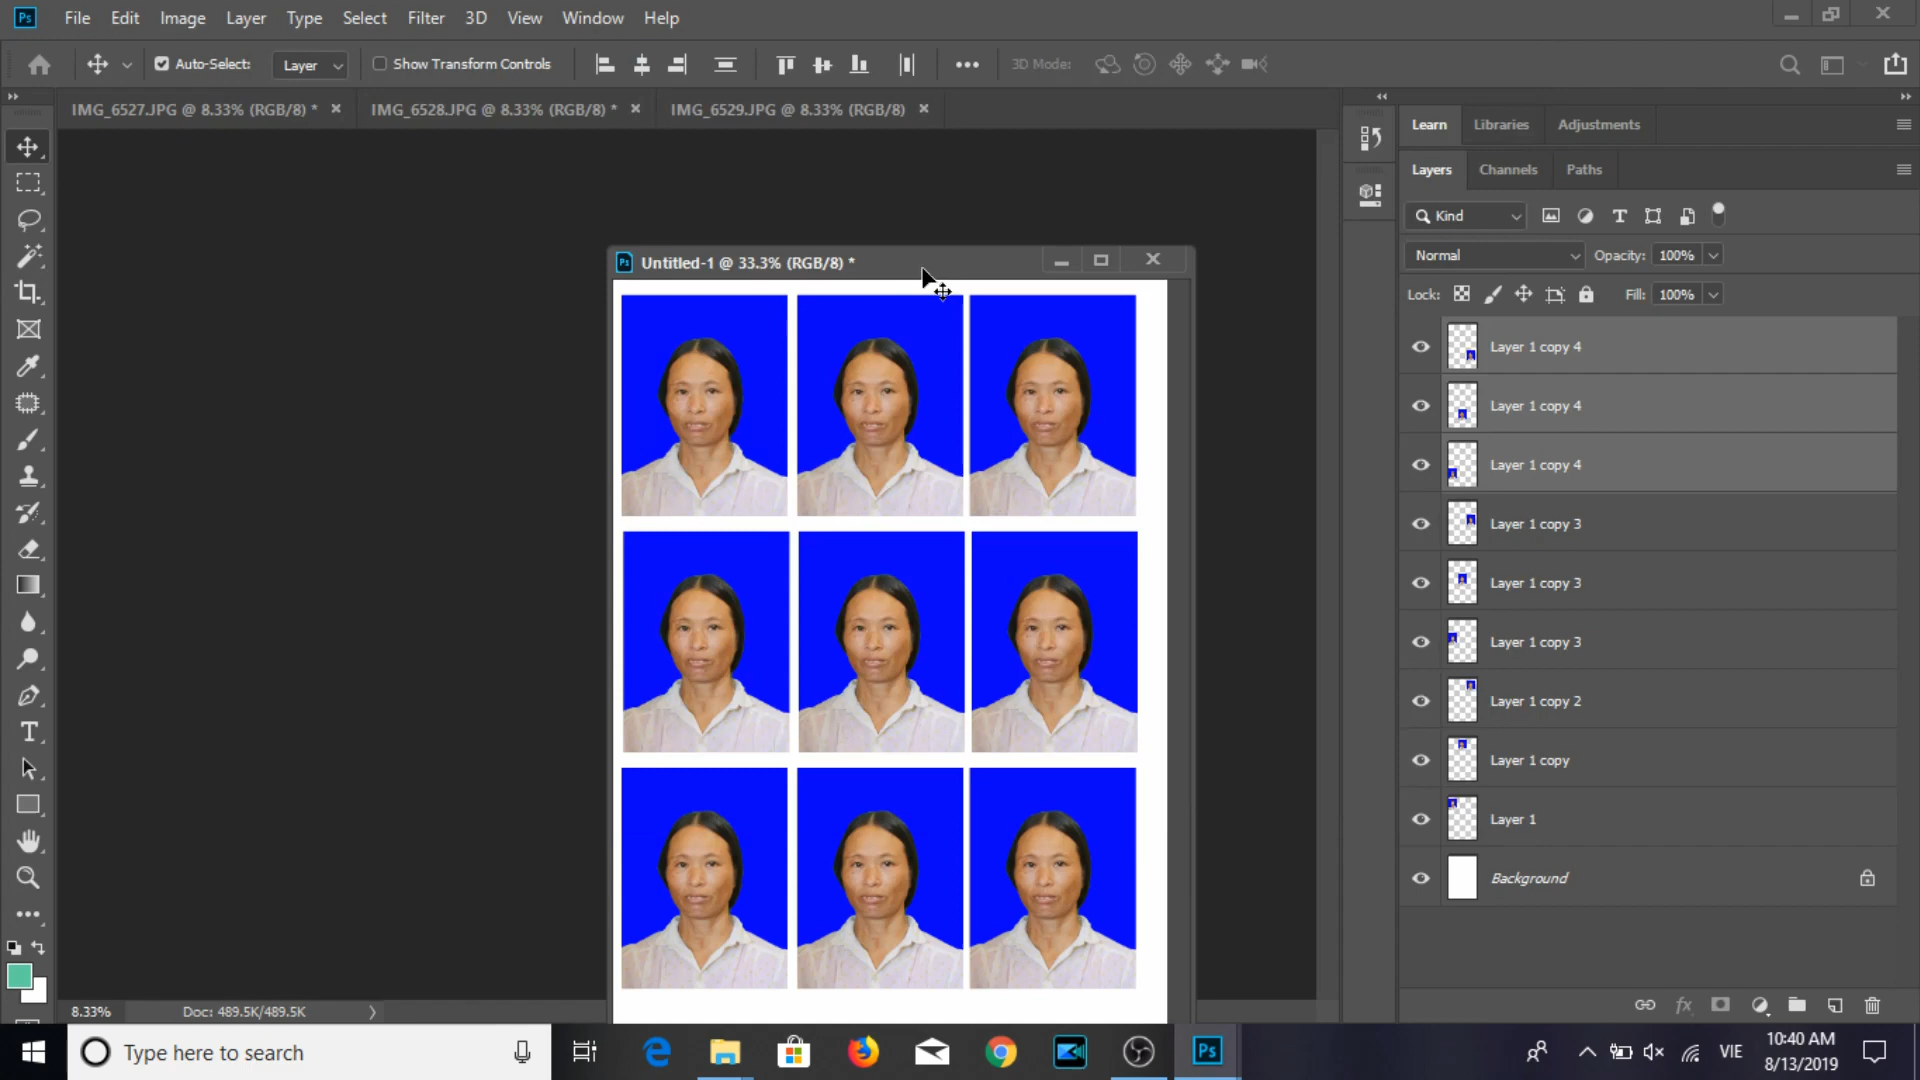 Ps File Edit Image Layer Type Select Filter 3D View Window Help
Auto-Select: Layer Show Transform Controls 3D Mode:
IMG_6527.JPG @ 8.33% (RGB/8) * IMG_6528.JPG @ 8.33% (RGB/8) * IMG_6529.JPG @ 8.33% (RGB/8)
Learn Libraries Adjustments
Layers Channels Paths
Kind
Normal Opacity: 100%
Lock: Fill: 100%
Ps Untitled-1 @ 33.3% (RGB/8) *
Layer 1 copy 4
Layer 1 copy 4
Layer 1 copy 4
Layer 1 copy 3
Layer 1 copy 3
Layer 1 copy 3
Layer 1 copy 2
Layer 1 copy
Layer 1
Background
fx
8.33% Doc: 489.5K/489.5K
Type here to search
Ps
VIE
10:40 AM
8/13/2019